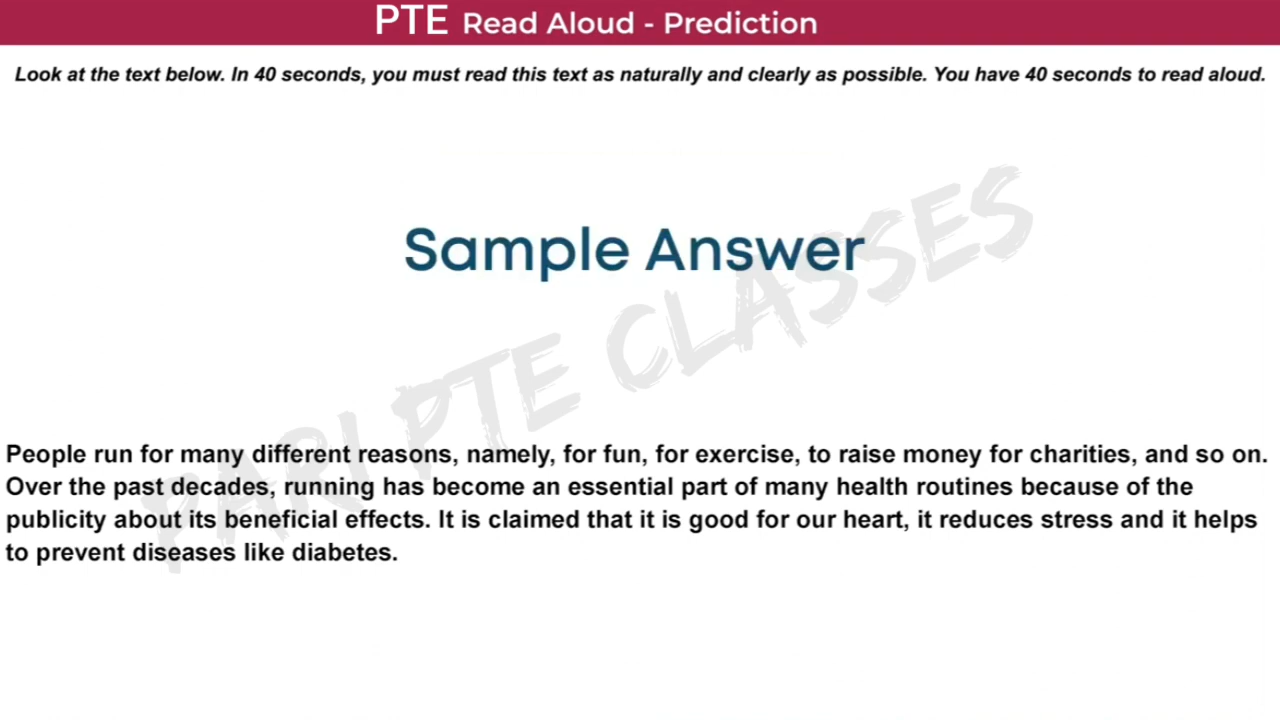 PTE Read Aloud - Prediction
Look at the text below. In 40 seconds, you must read this text as naturally and clearly as possible. You have 40 seconds to read aloud.
Sample Answer
PARI PTE CLASSES
People run for many different reasons, namely, for fun, for exercise, to raise money for charities, and so on.
Over the past decades, running has become an essential part of many health routines because of the
publicity about its beneficial effects. It is claimed that it is good for our heart, it reduces stress and it helps
to prevent diseases like diabetes.